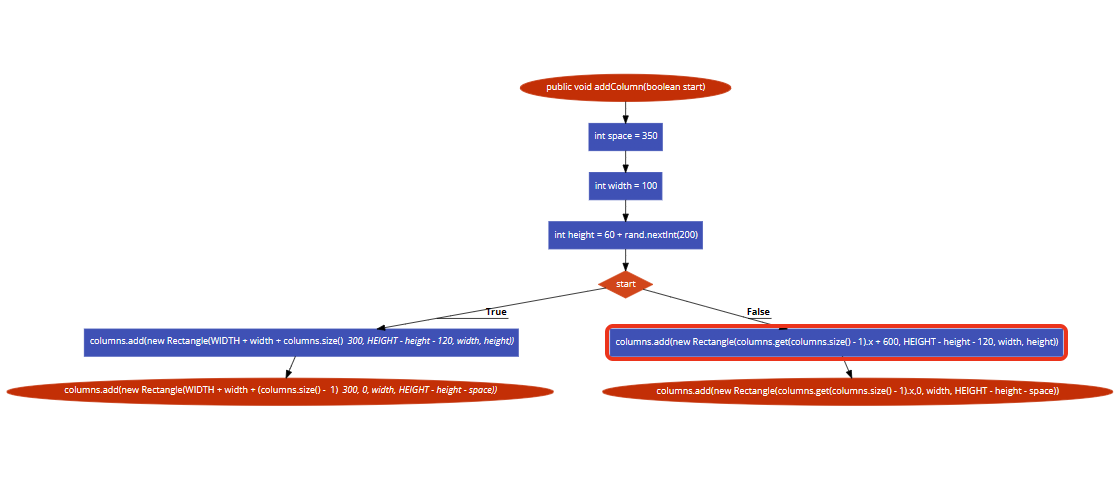 public void addColumn(boolean start)
int space = 350
int width = 100
int height = 60 + rand.nextInt(200)
start
True
False
columns.add(new Rectangle(WIDTH + width + columns.size() 300, HEIGHT - height - 120, width, height))
columns.add(new Rectangle(columns.get(columns.size() - 1).x + 600, HEIGHT - height - 120, width, height))
columns.add(new Rectangle(WIDTH + width + (columns.size() - 1) 300, 0, width, HEIGHT - height - space))
columns.add(new Rectangle(columns.get(columns.size() - 1).x,0, width, HEIGHT - height - space))